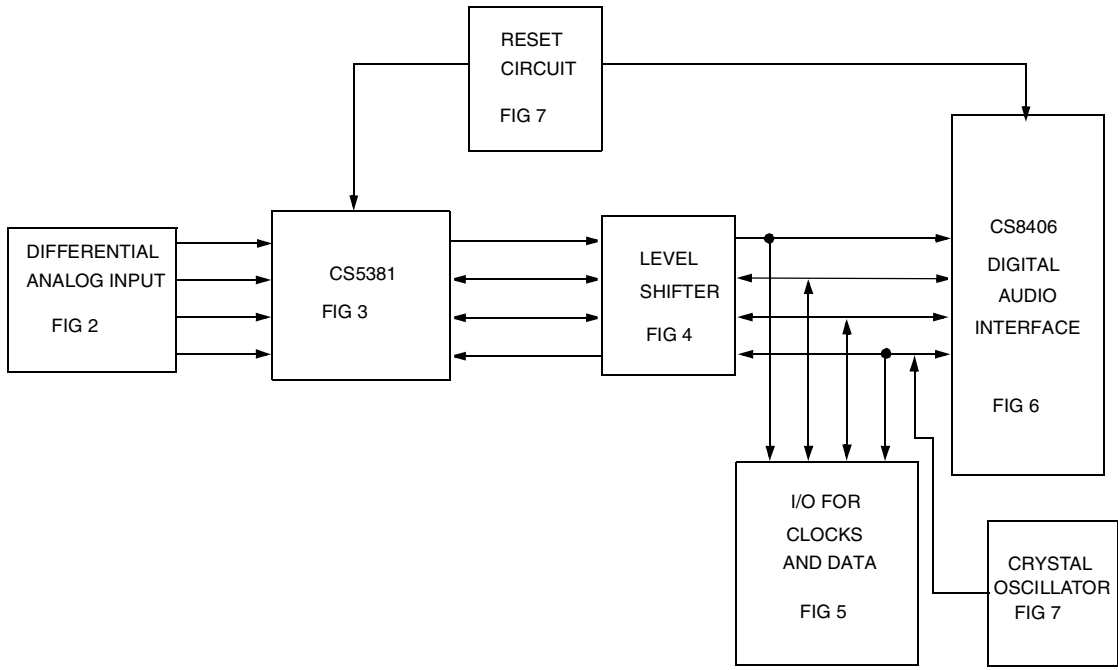 RESET
CIRCUIT
FIG 7
DIFFERENTIAL
ANALOG INPUT
FIG 2
CS5381
FIG 3
LEVEL
SHIFTER
FIG 4
CS8406
DIGITAL
AUDIO
INTERFACE
FIG 6
I/O FOR
CLOCKS
AND DATA
FIG 5
CRYSTAL
OSCILLATOR
FIG 7